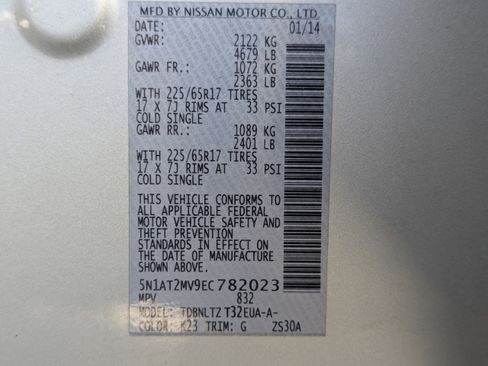 MFD BY NISSAN MOTOR CO., LTD.
DATE: 01/14
GVWR: 2122 KG
4679 LB
GAWR FR.: 1072 KG
2363 LB
WITH 225/65R17 TIRES
17 X 7J RIMS AT 33 PSI
COLD SINGLE
GAWR RR.: 1089 KG
2401 LB
WITH 225/65R17 TIRES
17 X 7J RIMS AT 33 PSI
COLD SINGLE
THIS VEHICLE CONFORMS TO
ALL APPLICABLE FEDERAL
MOTOR VEHICLE SAFETY AND
THEFT PREVENTION
STANDARDS IN EFFECT ON
THE DATE OF MANUFACTURE
SHOWN ABOVE.
5N1AT2MV9EC782023
MPV 832
MODEL: TDBNLTZ T32EUA-A-
COLOR: K23 TRIM: G ZS30A